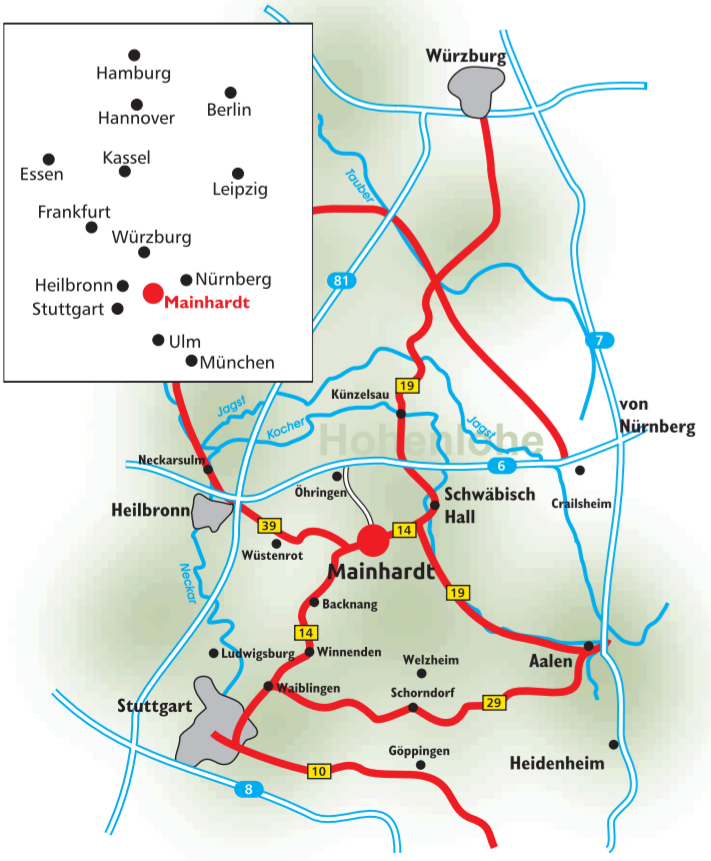 Hamburg
Berlin
Hannover
Kassel
Essen
Leipzig
Frankfurt
Würzburg
Heilbronn
Nürnberg
Mainhardt
Stuttgart
Ulm
München
Würzburg
Tauber
81
7
19
Künzelsau
von
Nürnberg
Jagst
Kocher
Jagst
Hohenlohe
Neckarsulm
6
Öhringen
Schwäbisch
Hall
Crailsheim
Heilbronn
39
14
Wüstenrot
Mainhardt
Neckar
19
Backnang
14
Ludwigsburg
Winnenden
Welzheim
Aalen
Waiblingen
Schorndorf
29
Stuttgart
Göppingen
Heidenheim
10
8